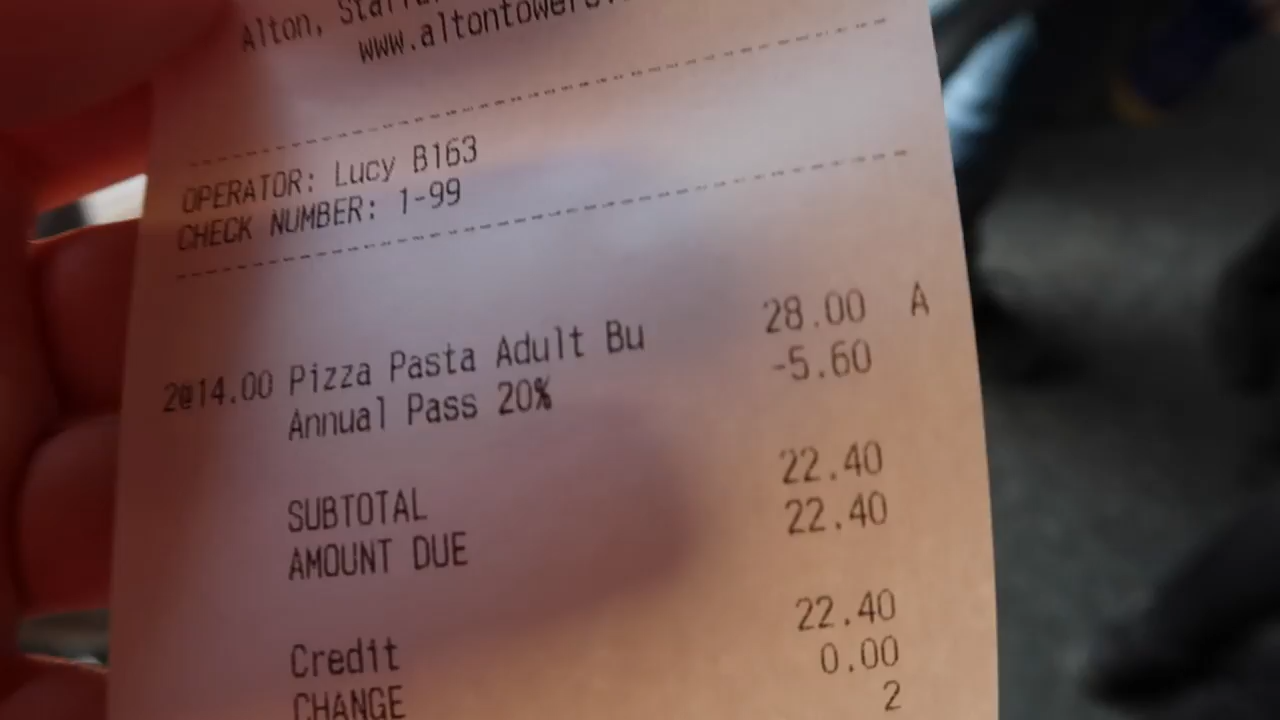 Alton,
www.altontowers.
OPERATOR: Lucy B163
CHECK NUMBER: 1-99
2@14.00 Pizza Pasta Adult Bu 28.00 A
Annual Pass 20% -5.60
SUBTOTAL 22.40
AMOUNT DUE 22.40
Credit 22.40
CHANGE 0.00
2